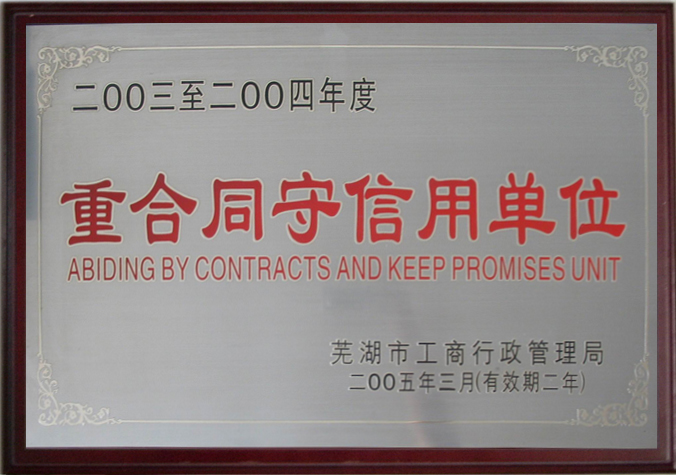 二OO三至二OO四年度
重合同守信用单位
ABIDING BY CONTRACTS AND KEEP PROMISES UNIT
芜湖市工商行政管理局
二OO五年三月(有效期二年)